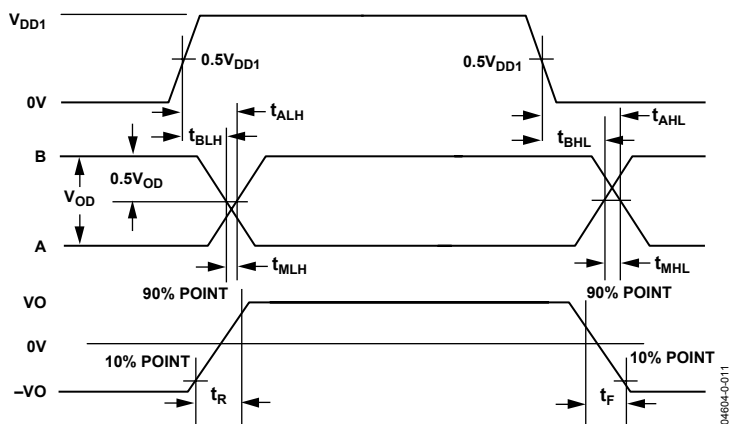 VDD1
0.5VDD1
0.5VDD1
0V
tALH
tAHL
tBLH
tBHL
B
0.5VOD
VOD
A
tMLH
tMHL
90% POINT
90% POINT
VO
0V
10% POINT
10% POINT
–VO
tR
tF
04604-0-011